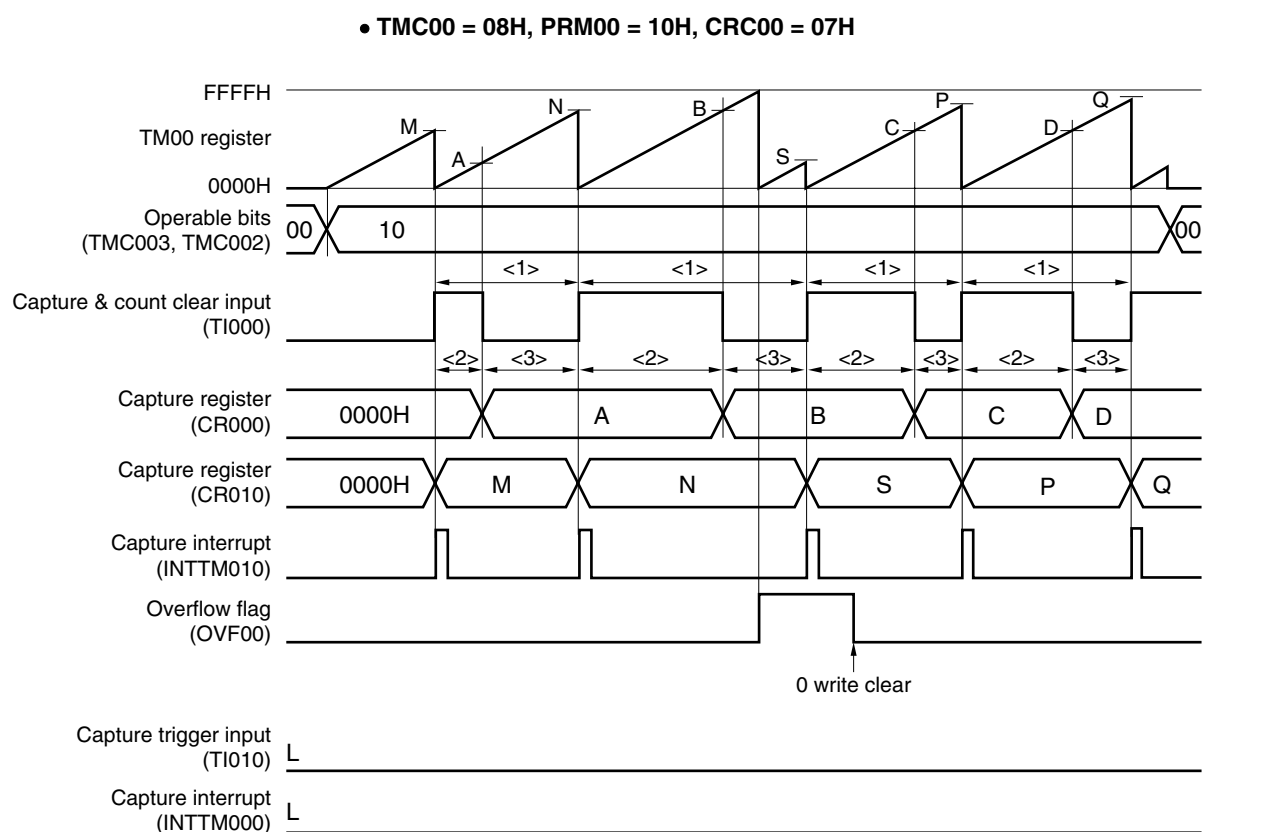 • TMC00 = 08H, PRM00 = 10H, CRC00 = 07H
FFFFH
TM00 register
0000H
M
A
N
B
S
C
P
D
Q
Operable bits
(TMC003, TMC002)
00
10
00
<1>
<1>
<1>
<1>
Capture & count clear input
(TI000)
<2>
<3>
<2>
<3>
<2>
<3>
<2>
<3>
Capture register
(CR000)
0000H
A
B
C
D
Capture register
(CR010)
0000H
M
N
S
P
Q
Capture interrupt
(INTTM010)
Overflow flag
(OVF00)
0 write clear
Capture trigger input
(TI010)
L
Capture interrupt
(INTTM000)
L